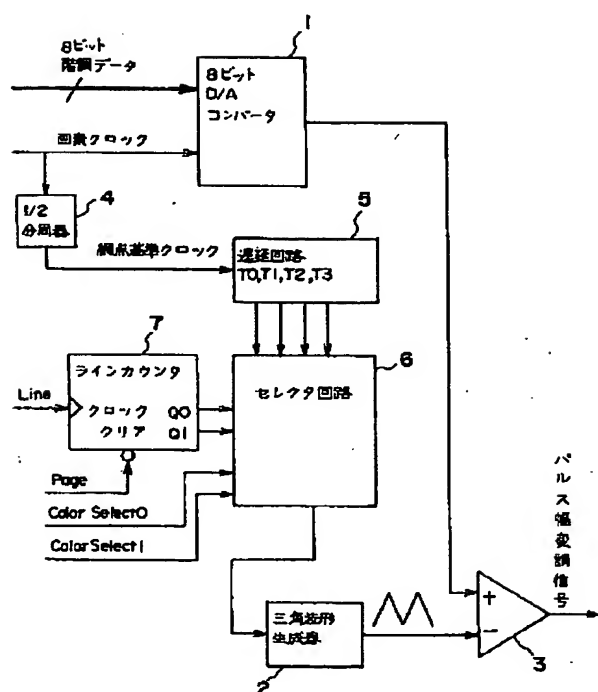 1
8ビット
階調データ
8ビット
D/A
コンバータ
画素クロック
4
1/2
分周器
5
網点基準クロック
遅延回路
T0,T1,T2,T3
7
6
ラインカウンタ
セレクタ回路
Line
クロック Q0
クリア Q1
Page
Color Select0
Color Select1
パルス幅変調信号
三角波形
生成器
2
+
−
3